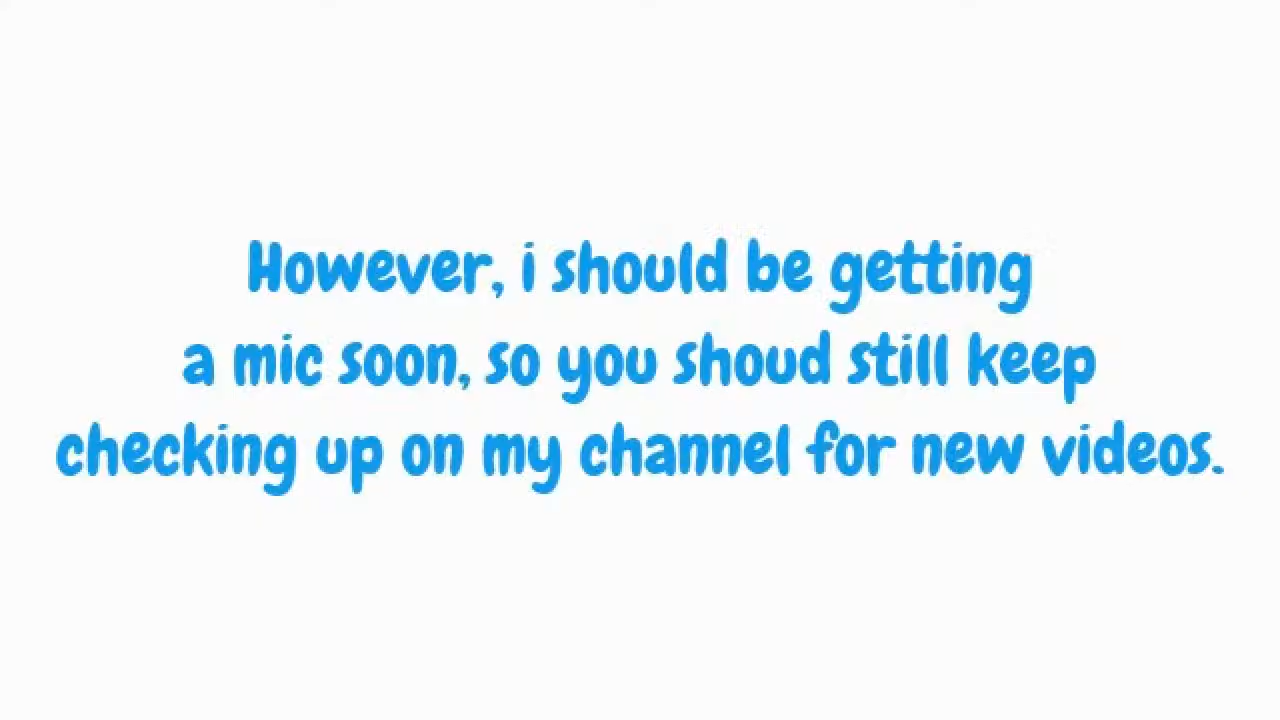 However, i should be getting
a mic soon, so you shoud still keep
checking up on my channel for new videos.